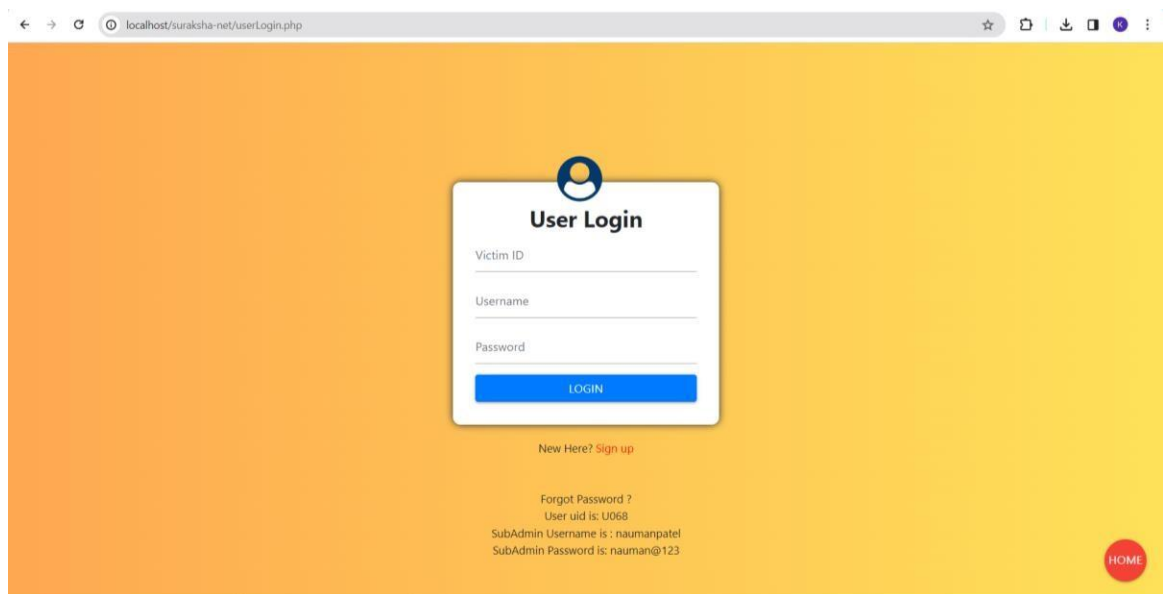 localhost/suraksha-net/userLogin.php
K
User Login
Victim ID
Username
Password
LOGIN
New Here? Sign up
Forgot Password ?
User uid is: U068
SubAdmin Username is : naumanpatel
SubAdmin Password is: nauman@123
HOME